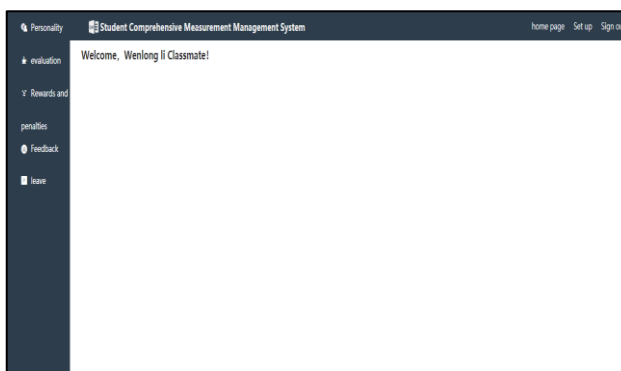 Personality
Student Comprehensive Measurement Management System
home page Set up Sign
evaluation
Welcome, Wenlong li Classmate!
Rewards and
penalties
Feedback
leave